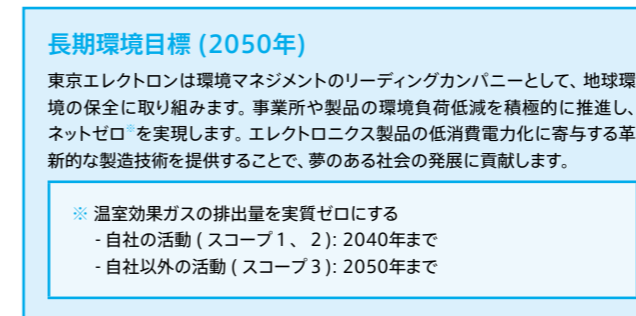 長期環境目標 (2050年)
東京エレクトロンは環境マネジメントのリーディングカンパニーとして、地球環
境の保全に取り組みます。事業所や製品の環境負荷低減を積極的に推進し、
ネットゼロ※を実現します。エレクトロニクス製品の低消費電力化に寄与する革
新的な製造技術を提供することで、夢のある社会の発展に貢献します。
※ 温室効果ガスの排出量を実質ゼロにする
- 自社の活動 ( スコープ1、2 ): 2040年まで
- 自社以外の活動 ( スコープ3 ): 2050年まで